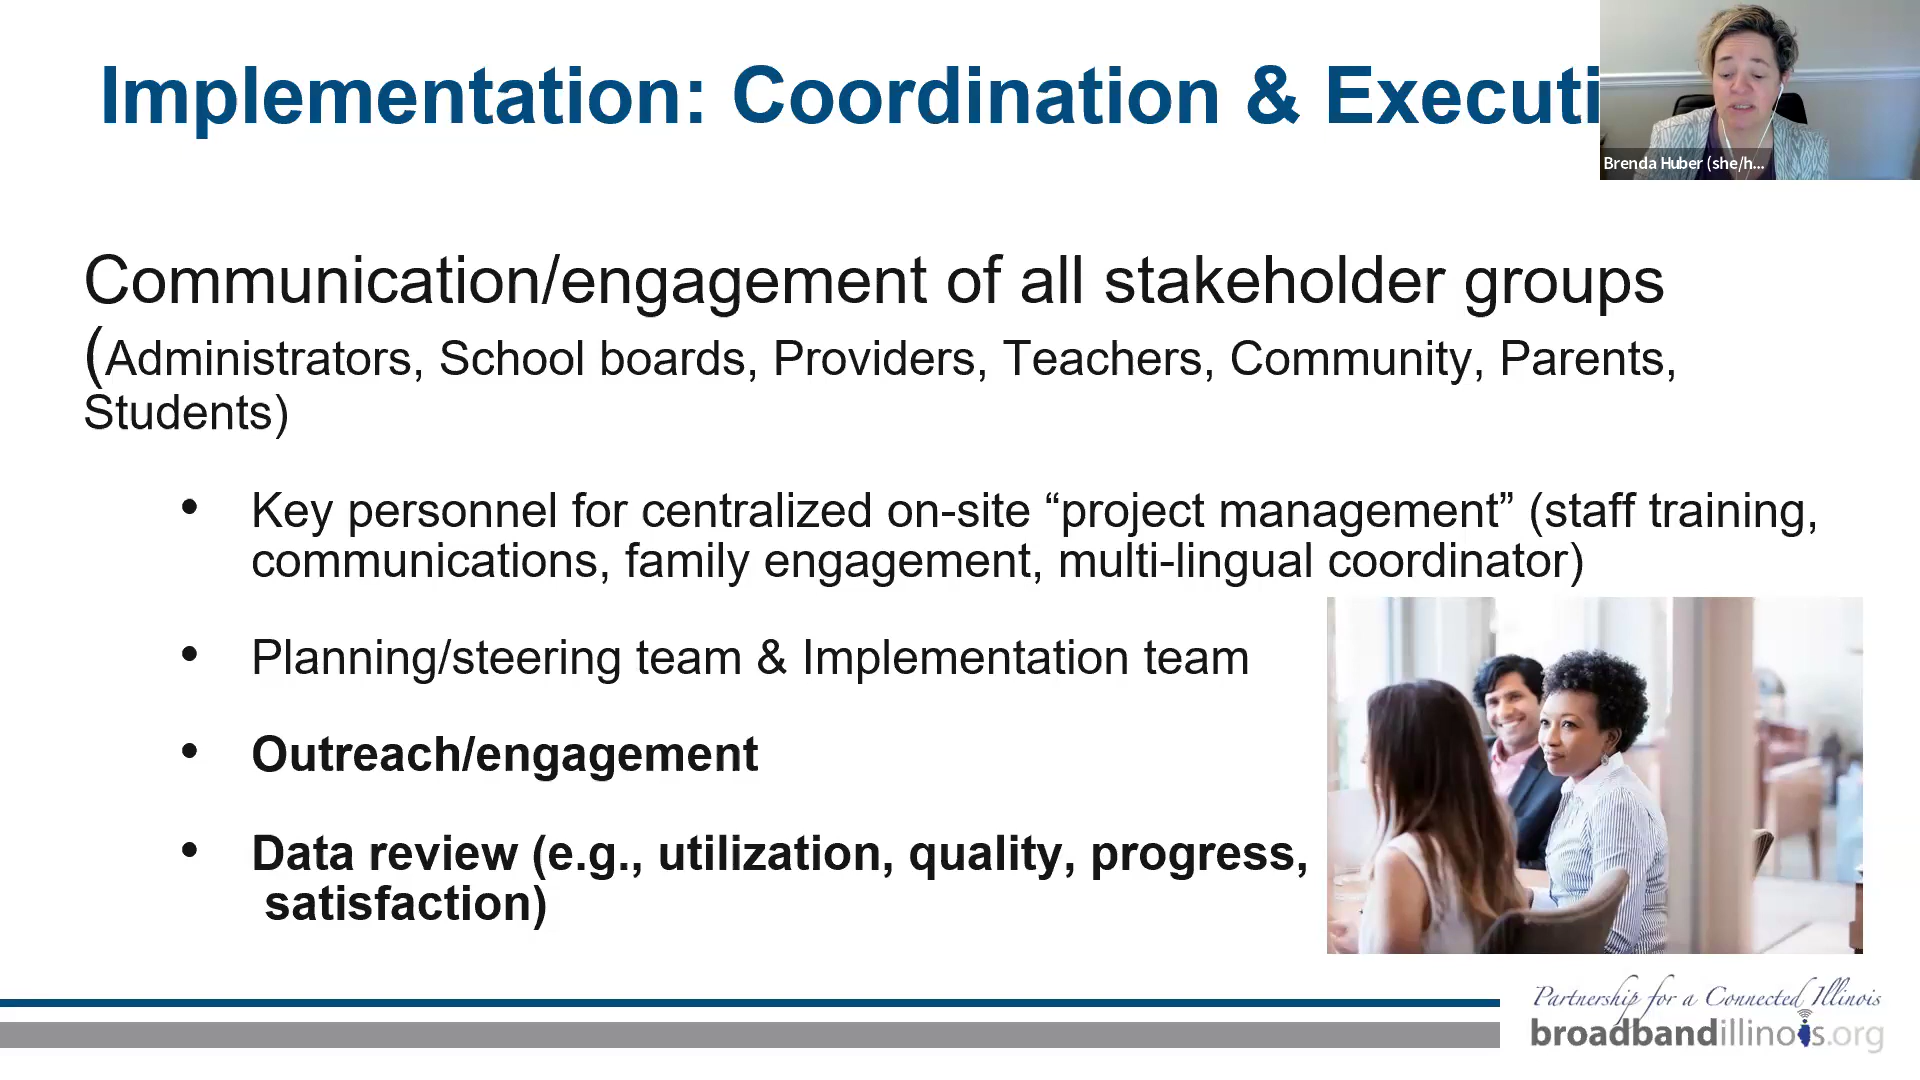 Implementation: Coordination & Executi
Brenda Huber (she/h...
Communication/engagement of all stakeholder groups
(Administrators, School boards, Providers, Teachers, Community, Parents,
Students)
• Key personnel for centralized on-site “project management” (staff training,
communications, family engagement, multi-lingual coordinator)
• Planning/steering team & Implementation team
• Outreach/engagement
• Data review (e.g., utilization, quality, progress,
satisfaction)
Partnership for a Connected Illinois
broadbandillinois.org